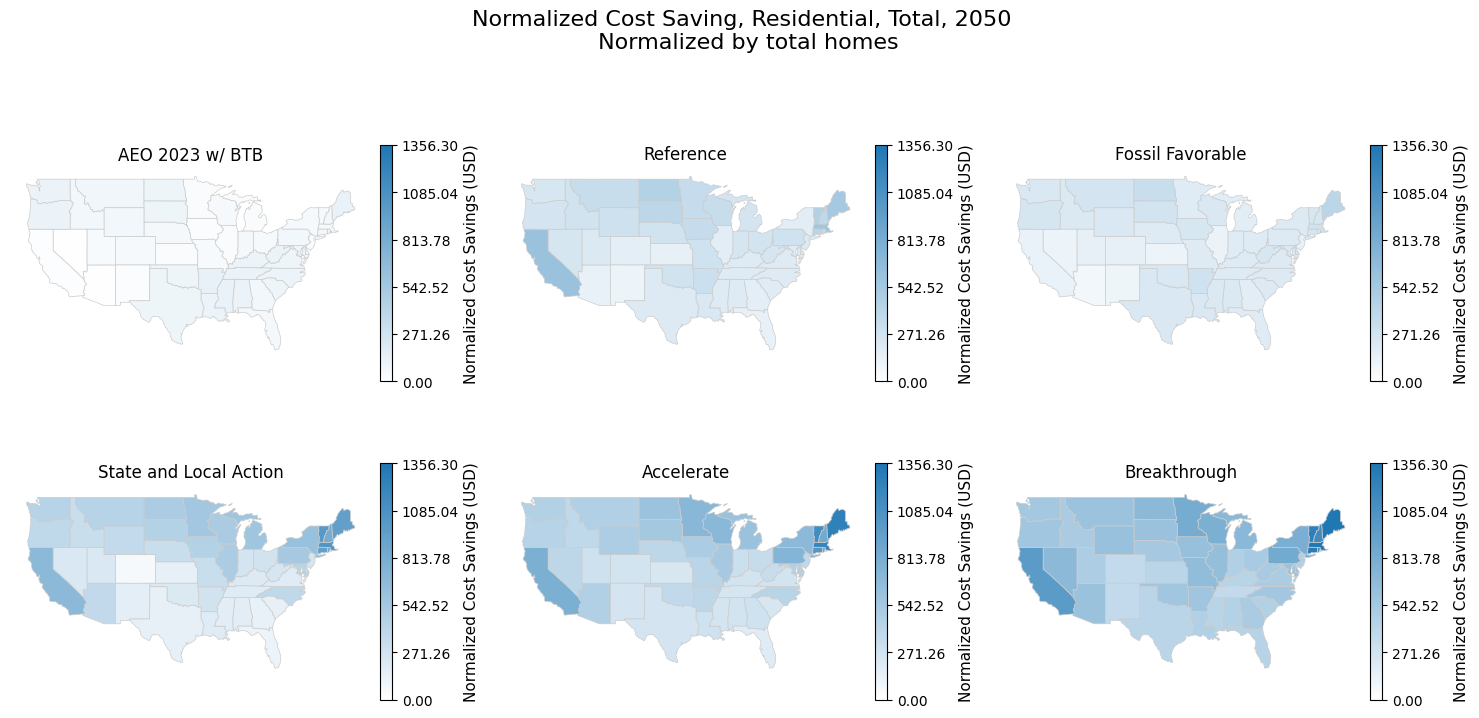 Normalized Cost Saving, Residential, Total, 2050
Normalized by total homes
AEO 2023 w/ BTB
1356.30
1085.04
813.78
542.52
271.26
0.00
Normalized Cost Savings (USD)
Reference
1356.30
1085.04
813.78
542.52
271.26
0.00
Normalized Cost Savings (USD)
Fossil Favorable
1356.30
1085.04
813.78
542.52
271.26
0.00
Normalized Cost Savings (USD)
State and Local Action
1356.30
1085.04
813.78
542.52
271.26
0.00
Normalized Cost Savings (USD)
Accelerate
1356.30
1085.04
813.78
542.52
271.26
0.00
Normalized Cost Savings (USD)
Breakthrough
1356.30
1085.04
813.78
542.52
271.26
0.00
Normalized Cost Savings (USD)